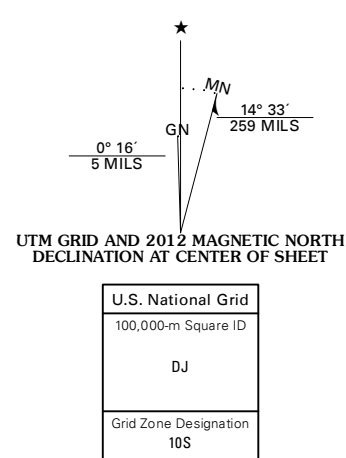 ★
MN
14° 33´
259 MILS
GN
0° 16´
5 MILS
UTM GRID AND 2012 MAGNETIC NORTH
DECLINATION AT CENTER OF SHEET
U.S. National Grid
100,000-m Square ID
DJ
Grid Zone Designation
10S